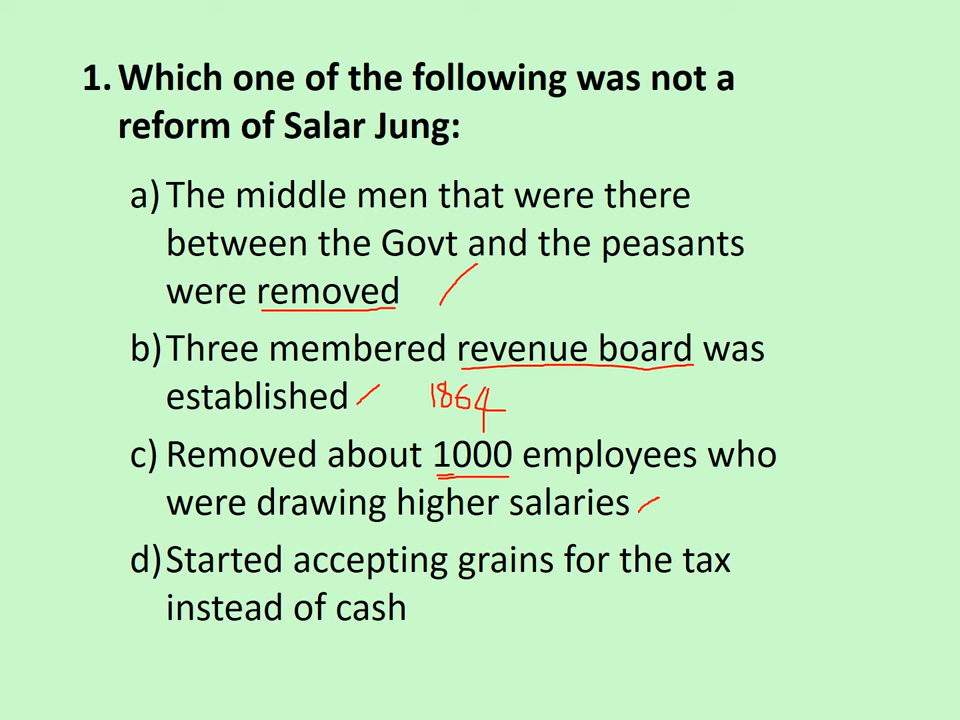 1. Which one of the following was not a
reform of Salar Jung:
a) The middle men that were there
between the Govt and the peasants
were removed
b) Three membered revenue board was
established 1864
c) Removed about 1000 employees who
were drawing higher salaries
d) Started accepting grains for the tax
instead of cash